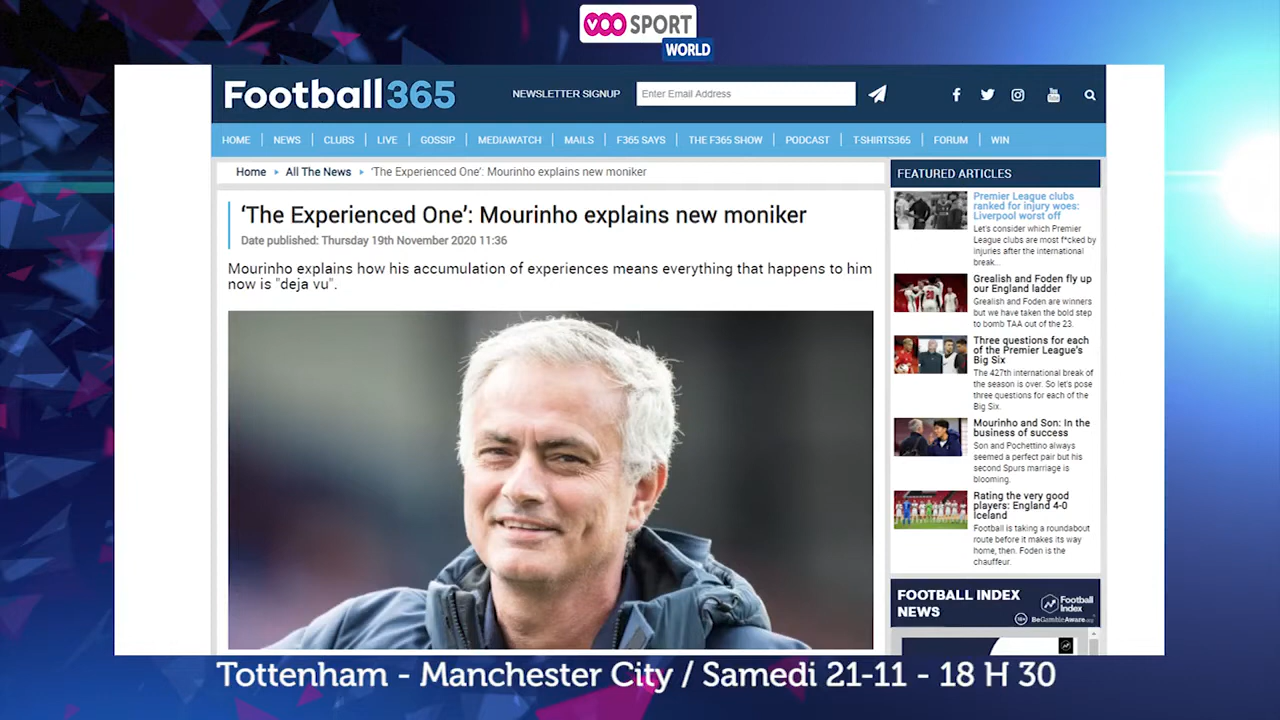 VOO SPORT
WORLD
Football365
NEWSLETTER SIGNUP
Enter Email Address
HOME
NEWS
CLUBS
LIVE
GOSSIP
MEDIAWATCH
MAILS
F365 SAYS
THE F365 SHOW
PODCAST
T-SHIRTS365
FORUM
WIN
Home
All The News
'The Experienced One': Mourinho explains new moniker
‘The Experienced One’: Mourinho explains new moniker
Date published: Thursday 19th November 2020 11:36
Mourinho explains how his accumulation of experiences means everything that happens to him
now is "deja vu".
FEATURED ARTICLES
Premier League clubs
ranked for injury woes:
Liverpool worst off
Let's consider which Premier
League clubs are most f*cked by
injuries after the international
break...
Grealish and Foden fly up
our England ladder
Grealish and Foden are winners
but we have taken the bold step
to bomb TAA out of the 23.
Three questions for each
of the Premier League's
Big Six
The 427th international break of
the season is over. So let's pose
three questions for each of the
Big Six.
Mourinho and Son: In the
business of success
Son and Pochettino always
seemed a perfect pair but his
second Spurs marriage is
blooming.
Rating the very good
players: England 4-0
Iceland
Football is taking a roundabout
route before it makes its way
home, then. Foden is the
chauffeur.
FOOTBALL INDEX
NEWS
Football
Index
18+
BeGambleAware.org
Tottenham - Manchester City / Samedi 21-11 - 18 H 30